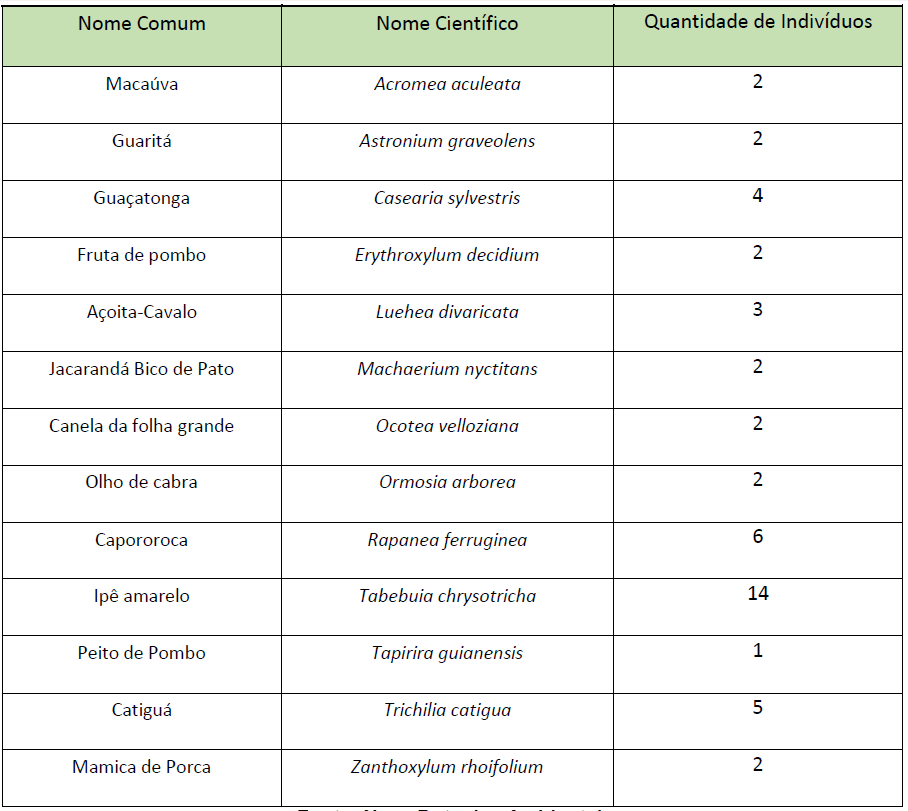 Nome Comum Nome Científico Quantidade de Indivíduos
Macaúva Acromea aculeata 2
Guaritá Astronium graveolens 2
Guaçatonga Casearia sylvestris 4
Fruta de pombo Erythroxylum decidium 2
Açoita-Cavalo Luehea divaricata 3
Jacarandá Bico de Pato Machaerium nyctitans 2
Canela da folha grande Ocotea velloziana 2
Olho de cabra Ormosia arborea 2
Capororoca Rapanea ferruginea 6
Ipê amarelo Tabebuia chrysotricha 14
Peito de Pombo Tapirira guianensis 1
Catiguá Trichilia catigua 5
Mamica de Porca Zanthoxylum rhoifolium 2